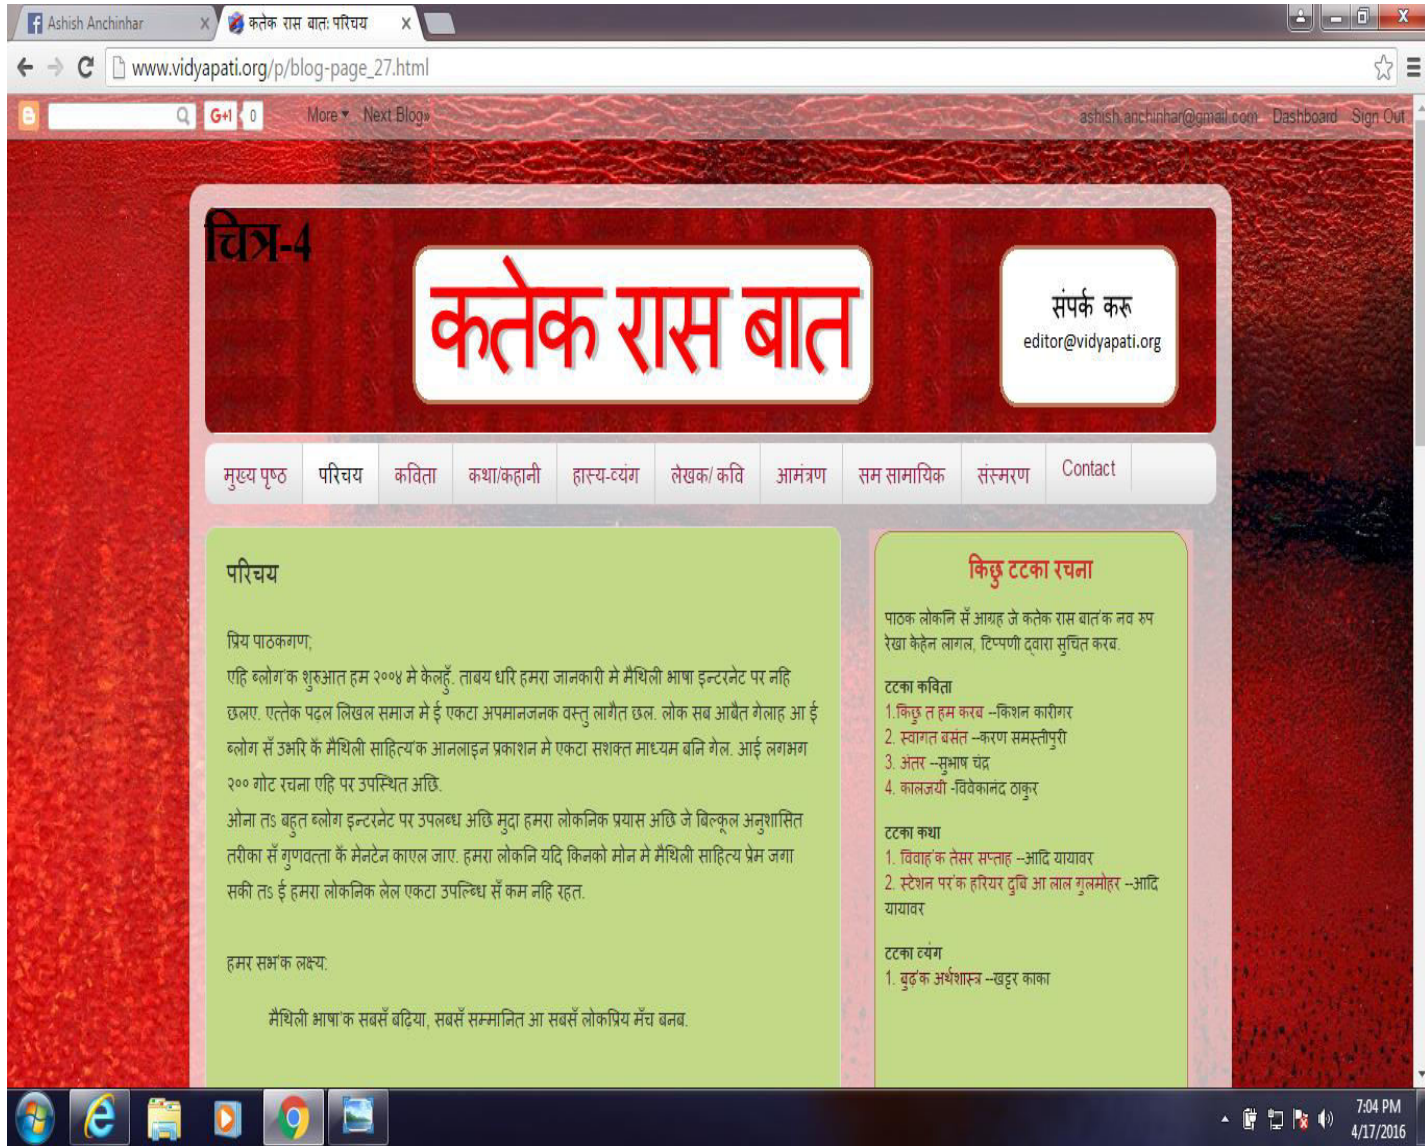 Ashish Anchinhar
कतेक रास बात: परिचय
www.vidyapati.org/p/blog-page_27.html
G+1 0 More Next Blog» ashish.anchinhar@gmail.com Dashboard Sign Out
चित्र-4
कतेक रास बात
संपर्क करू
editor@vidyapati.org
मुख्य पृष्ठ परिचय कविता कथा/कहानी हास्य-व्यंग लेखक/ कवि आमंत्रण सम सामायिक संस्मरण Contact
परिचय
प्रिय पाठकगण;
एहि ब्लोग'क शुरुआत हम २००४ मे केलहुँ. ताबय धरि हमरा जानकारी मे मैथिली भाषा इन्टरनेट पर नहि
छलए. एत्तेक पढ़ल लिखल समाज मे ई एकटा अपमानजनक वस्तु लागैत छल. लोक सब आबैत गेलाह आ ई
ब्लोग सँ उभरि कें मैथिली साहित्य'क आनलाइन प्रकाशन मे एकटा सशक्त माध्यम बनि गेल. आई लगभग
२०० गोट रचना एहि पर उपस्थित अछि.
ओना तऽ बहुत ब्लोग इन्टरनेट पर उपलब्ध अछि मुदा हमरा लोकनिक प्रयास अछि जे बिल्कूल अनुशासित
तरीका सँ गुणवत्ता कें मेनटेन काएल जाए. हमरा लोकनि यदि किनको मोन मे मैथिली साहित्य प्रेम जगा
सकी तऽ ई हमरा लोकनिक लेल एकटा उपल्ब्धि सँ कम नहि रहत.
हमर सभ'क लक्ष्य:
मैथिली भाषा'क सबसँ बढ़िया, सबसँ सम्मानित आ सबसँ लोकप्रिय मँच बनब.
किछु टटका रचना
पाठक लोकनि सँ आग्रह जे कतेक रास बात'क नव रुप
रेखा केहेन लागल, टिप्पणी द्वारा सुचित करब.
टटका कविता
1.किछु त हम करब --किशन कारीगर
2. स्वागत बसंत --करण समस्तीपुरी
3. अंतर --सुभाष चंद्र
4. कालजयी -विवेकानंद ठाकुर
टटका कथा
1. विवाह'क तेसर सप्ताह --आदि यायावर
2. स्टेशन पर'क हरियर दुबि आ लाल गुलमोहर --आदि
यायावर
टटका व्यंग
1. बुढ़'क अर्थशास्त्र --खट्टर काका
7:04 PM
4/17/2016